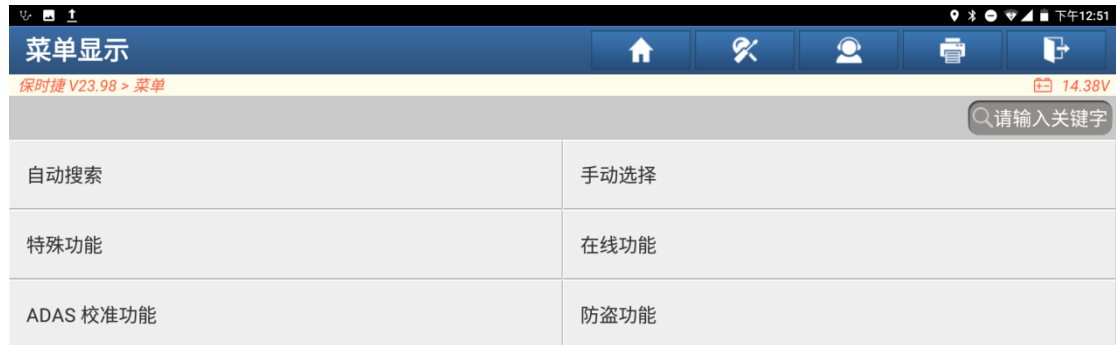 下午12:51
菜单显示
保时捷 V23.98 > 菜单
14.38V
请输入关键字
自动搜索
手动选择
特殊功能
在线功能
ADAS 校准功能
防盗功能